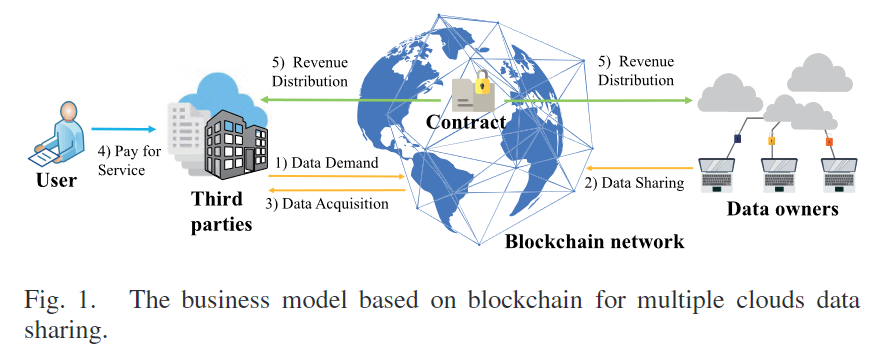 5) Revenue
Distribution
5) Revenue
Distribution
Contract
4) Pay for
Service
User
1) Data Demand
Third
parties
3) Data Acquisition
2) Data Sharing
Data owners
Blockchain network
Fig. 1. The business model based on blockchain for multiple clouds data
sharing.